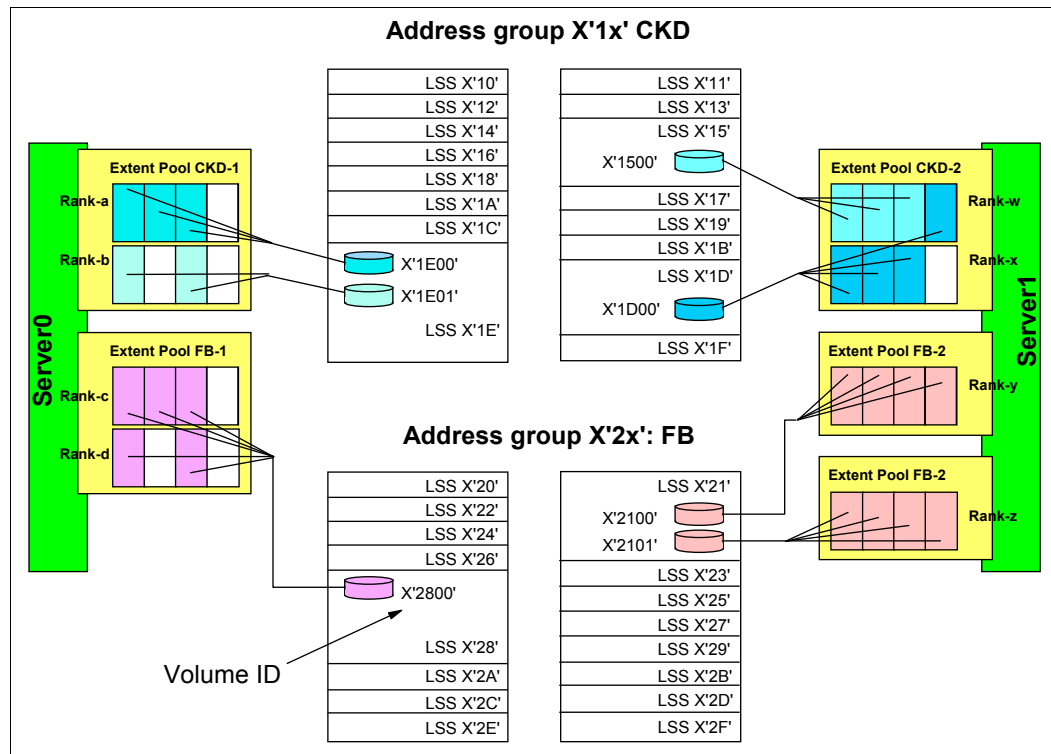 Address group X'1x' CKD
LSS X'10'
LSS X'12'
LSS X'14'
LSS X'16'
LSS X'18'
LSS X'1A'
LSS X'1C'
X'1E00'
X'1E01'
LSS X'1E'
LSS X'11'
LSS X'13'
LSS X'15'
X'1500'
LSS X'17'
LSS X'19'
LSS X'1B'
LSS X'1D'
X'1D00'
LSS X'1F'
Server0
Extent Pool CKD-1
Rank-a
Rank-b
Extent Pool FB-1
Rank-c
Rank-d
Server1
Extent Pool CKD-2
Rank-w
Rank-x
Extent Pool FB-2
Rank-y
Extent Pool FB-2
Rank-z
Address group X'2x': FB
LSS X'20'
LSS X'22'
LSS X'24'
LSS X'26'
X'2800'
LSS X'28'
LSS X'2A'
LSS X'2C'
LSS X'2E'
Volume ID
LSS X'21'
X'2100'
X'2101'
LSS X'23'
LSS X'25'
LSS X'27'
LSS X'29'
LSS X'2B'
LSS X'2D'
LSS X'2F'